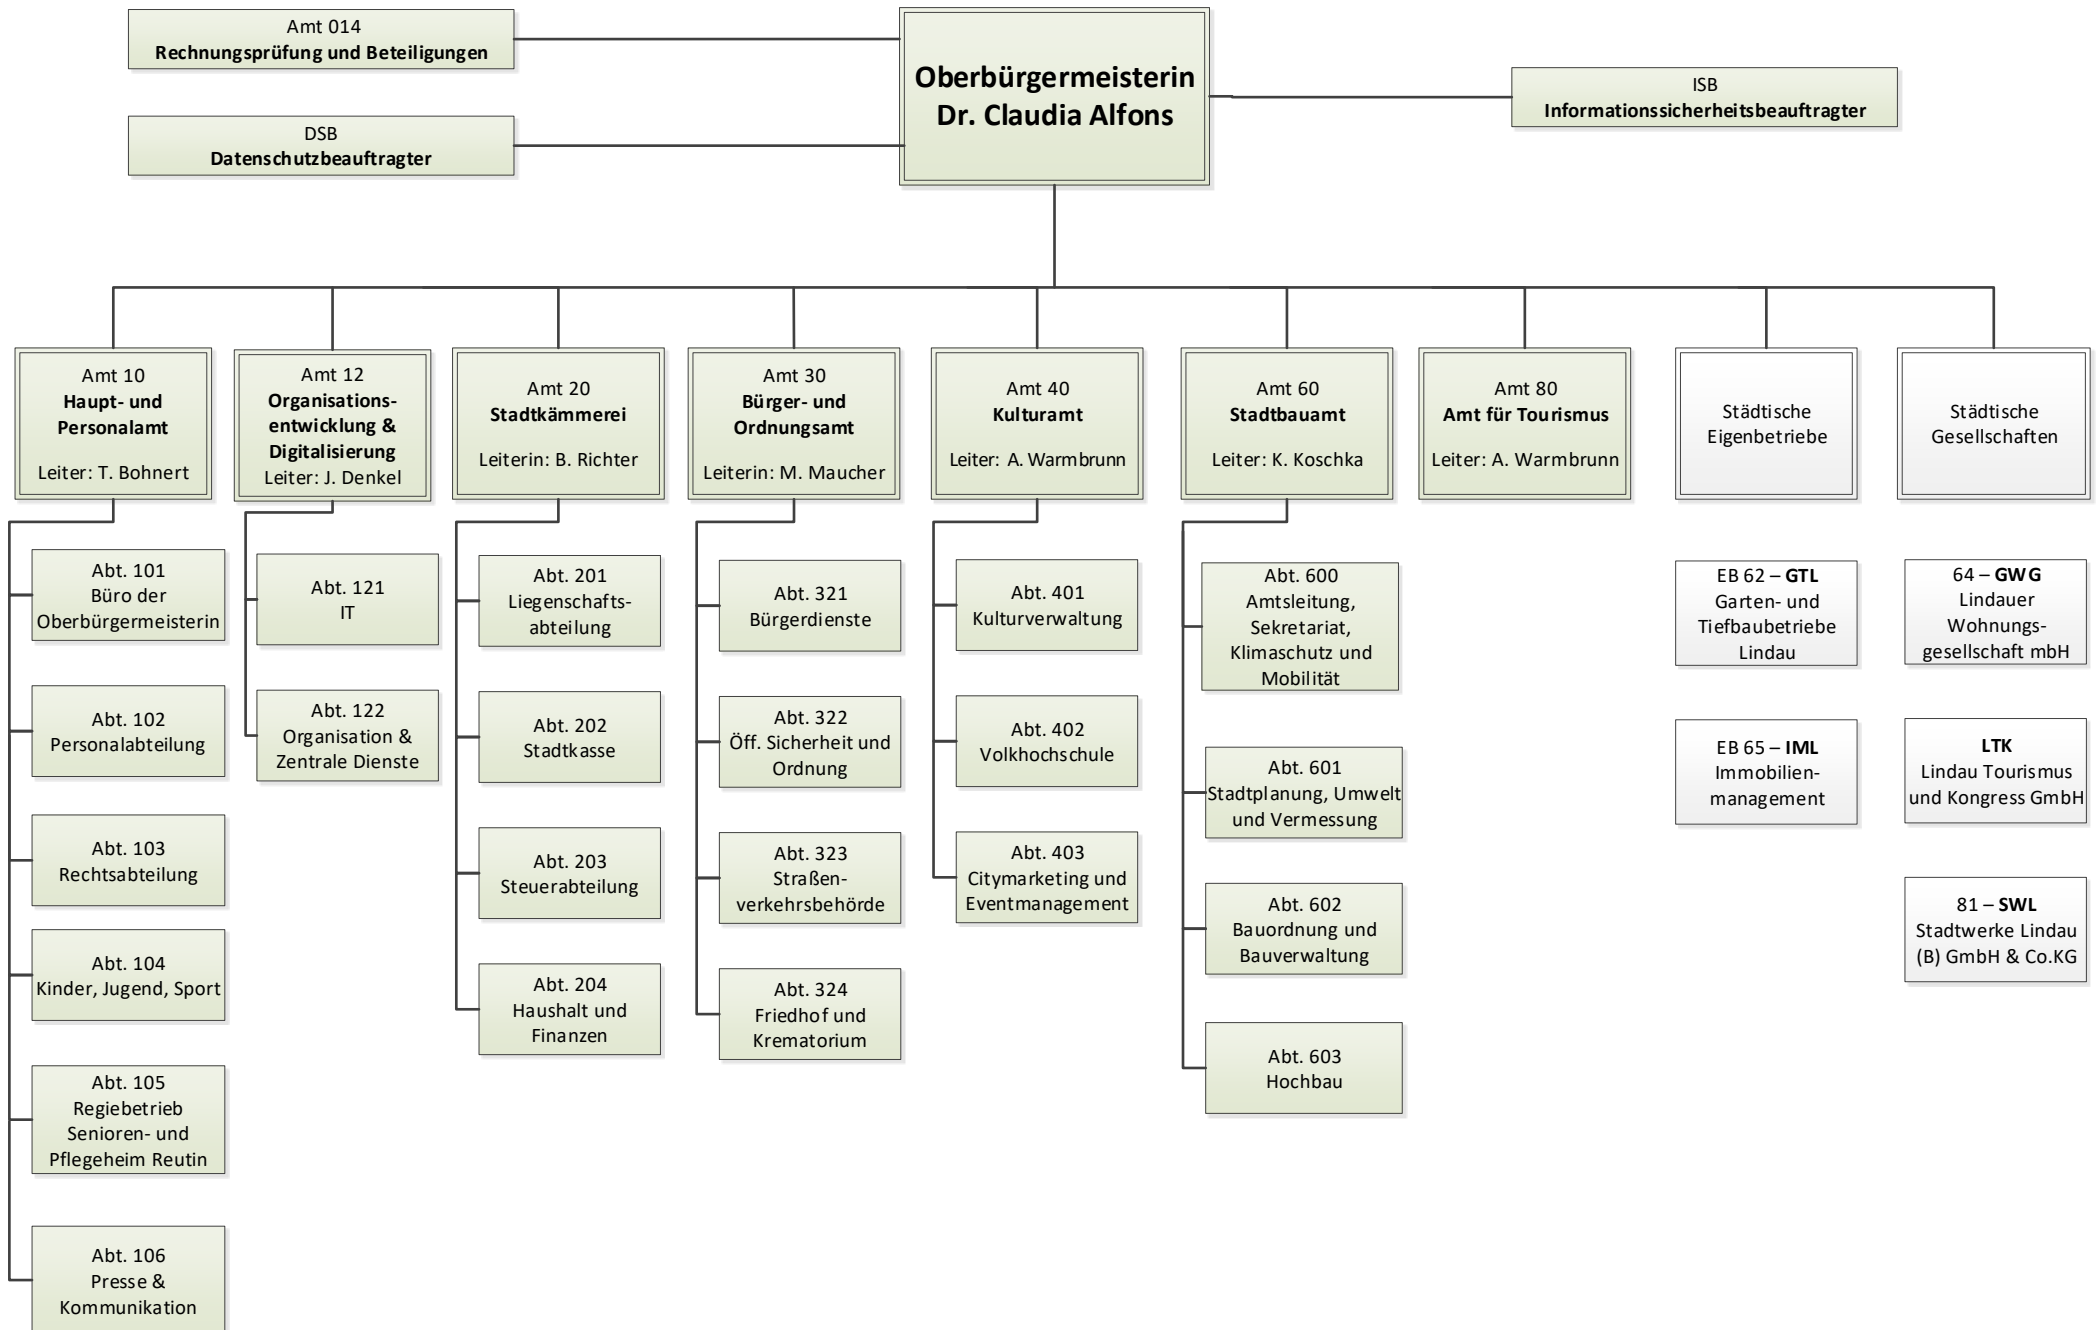 Amt 014
Rechnungsprüfung und Beteiligungen
DSB
Datenschutzbeauftragter
Oberbürgermeisterin
Dr. Claudia Alfons
ISB
Informationssicherheitsbeauftragter
Amt 10
Haupt- und
Personalamt
Leiter: T. Bohnert
Amt 12
Organisations-
entwicklung &
Digitalisierung
Leiter: J. Denkel
Amt 20
Stadtkämmerei
Leiterin: B. Richter
Amt 30
Bürger- und
Ordnungsamt
Leiterin: M. Maucher
Amt 40
Kulturamt
Leiter: A. Warmbrunn
Amt 60
Stadtbauamt
Leiter: K. Koschka
Amt 80
Amt für Tourismus
Leiter: A. Warmbrunn
Städtische
Eigenbetriebe
Städtische
Gesellschaften
Abt. 101
Büro der
Oberbürgermeisterin
Abt. 102
Personalabteilung
Abt. 103
Rechtsabteilung
Abt. 104
Kinder, Jugend, Sport
Abt. 105
Regiebetrieb
Senioren- und
Pflegeheim Reutin
Abt. 106
Presse &
Kommunikation
Abt. 121
IT
Abt. 122
Organisation &
Zentrale Dienste
Abt. 201
Liegenschafts-
abteilung
Abt. 202
Stadtkasse
Abt. 203
Steuerabteilung
Abt. 204
Haushalt und
Finanzen
Abt. 321
Bürgerdienste
Abt. 322
Öff. Sicherheit und
Ordnung
Abt. 323
Straßen-
verkehrsbehörde
Abt. 324
Friedhof und
Krematorium
Abt. 401
Kulturverwaltung
Abt. 402
Volkhochschule
Abt. 403
Citymarketing und
Eventmanagement
Abt. 600
Amtsleitung,
Sekretariat,
Klimaschutz und
Mobilität
Abt. 601
Stadtplanung, Umwelt
und Vermessung
Abt. 602
Bauordnung und
Bauverwaltung
Abt. 603
Hochbau
EB 62 – GTL
Garten- und
Tiefbaubetriebe
Lindau
EB 65 – IML
Immobilien-
management
64 – GWG
Lindauer
Wohnungs-
gesellschaft mbH
LTK
Lindau Tourismus
und Kongress GmbH
81 – SWL
Stadtwerke Lindau
(B) GmbH & Co.KG